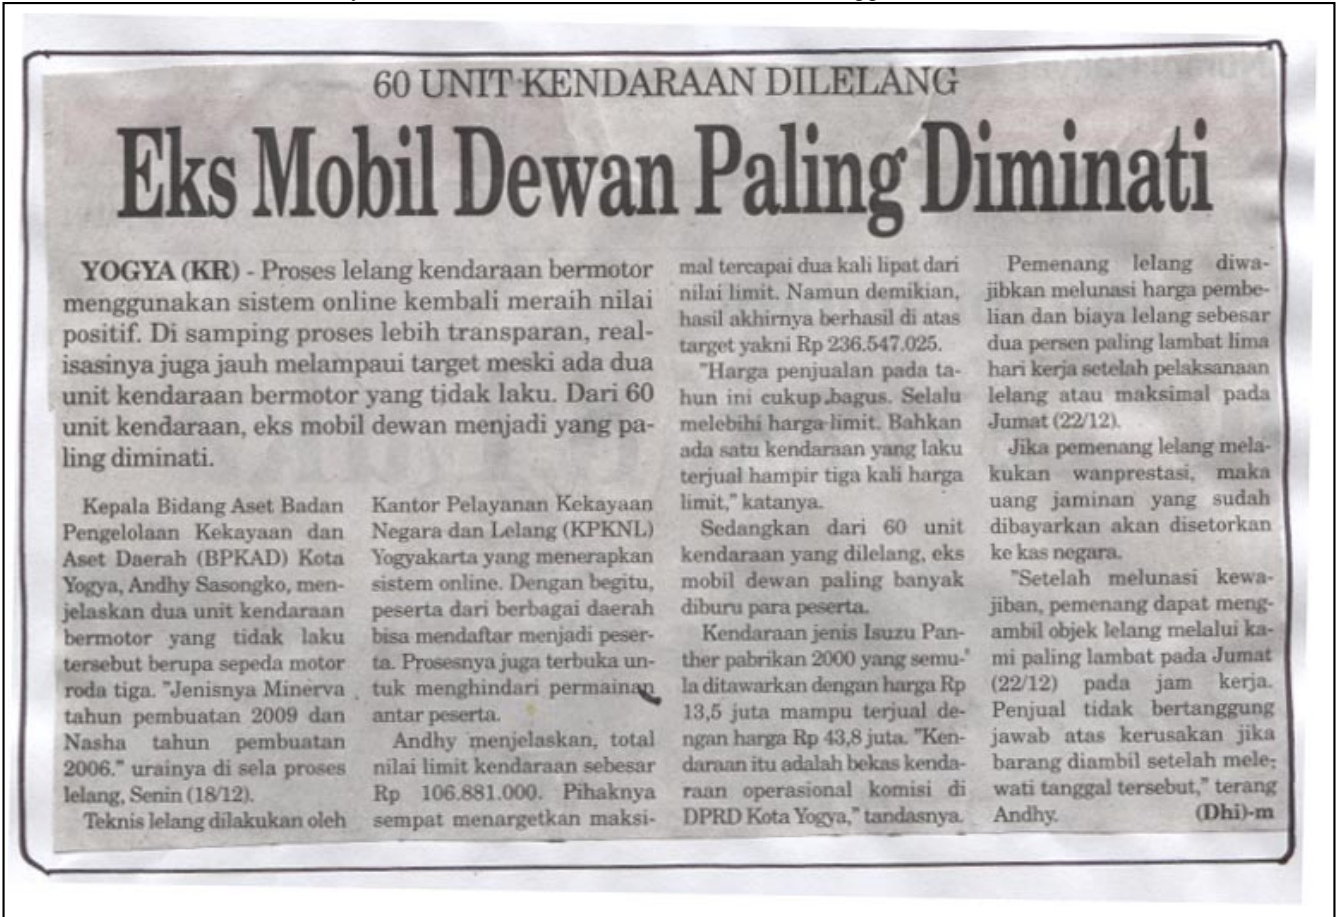 60 UNIT KENDARAAN DILELANG
Eks Mobil Dewan Paling Diminati
YOGYA (KR) - Proses lelang kendaraan bermotor
menggunakan sistem online kembali meraih nilai
positif. Di samping proses lebih transparan, real-
isasinya juga jauh melampaui target meski ada dua
unit kendaraan bermotor yang tidak laku. Dari 60
unit kendaraan, eks mobil dewan menjadi yang pa-
ling diminati.
Kepala Bidang Aset Badan
Pengelolaan Kekayaan dan
Aset Daerah (BPKAD) Kota
Yogya, Andhy Sasongko, men-
jelaskan dua unit kendaraan
bermotor yang tidak laku
tersebut berupa sepeda motor
roda tiga. "Jenisnya Minerva
tahun pembuatan 2009 dan
Nasha tahun pembuatan
2006." urainya di sela proses
lelang, Senin (18/12).
Teknis lelang dilakukan oleh
Kantor Pelayanan Kekayaan
Negara dan Lelang (KPKNL)
Yogyakarta yang menerapkan
sistem online. Dengan begitu,
peserta dari berbagai daerah
bisa mendaftar menjadi peser-
ta. Prosesnya juga terbuka un-
tuk menghindari permainan
antar peserta.
Andhy menjelaskan, total
nilai limit kendaraan sebesar
Rp 106.881.000. Pihaknya
sempat menargetkan maksi-
mal tercapai dua kali lipat dari
nilai limit. Namun demikian,
hasil akhirnya berhasil di atas
target yakni Rp 236.547.025.
"Harga penjualan pada ta-
hun ini cukup bagus. Selalu
melebihi harga limit. Bahkan
ada satu kendaraan yang laku
terjual hampir tiga kali harga
limit," katanya.
Sedangkan dari 60 unit
kendaraan yang dilelang, eks
mobil dewan paling banyak
diburu para peserta.
Kendaraan jenis Isuzu Pan-
ther pabrikan 2000 yang semu-
la ditawarkan dengan harga Rp
13,5 juta mampu terjual de-
ngan harga Rp 43,8 juta. "Ken-
daraan itu adalah bekas kenda-
raan operasional komisi di
DPRD Kota Yogya," tandasnya.
Pemenang lelang diwa-
jibkan melunasi harga pembe-
lian dan biaya lelang sebesar
dua persen paling lambat lima
hari kerja setelah pelaksanaan
lelang atau maksimal pada
Jumat (22/12).
Jika pemenang lelang mela-
kukan wanprestasi, maka
uang jaminan yang sudah
dibayarkan akan disetorkan
ke kas negara.
"Setelah melunasi kewa-
jiban, pemenang dapat meng-
ambil objek lelang melalui ka-
mi paling lambat pada Jumat
(22/12) pada jam kerja.
Penjual tidak bertanggung
jawab atas kerusakan jika
barang diambil setelah mele-
wati tanggal tersebut," terang
Andhy. (Dhi)-m